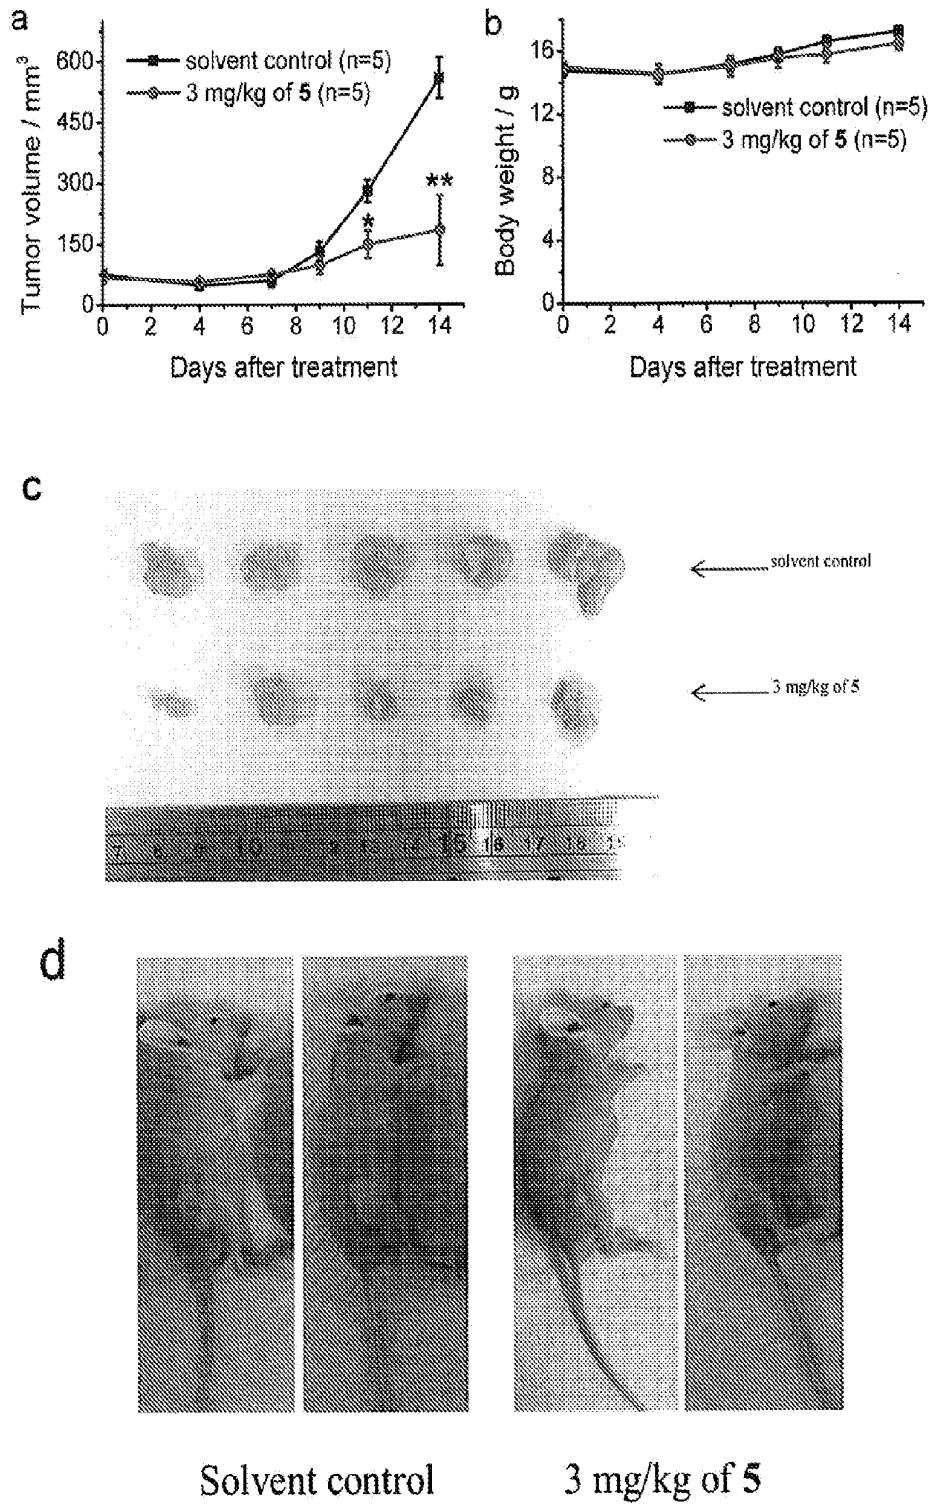 a
Tumor volume / mm³
600
450
300
150
0
solvent control (n=5)
3 mg/kg of 5 (n=5)
*
**
0 2 4 6 8 10 12 14
Days after treatment
b
Body weight / g
16
12
8
4
0
solvent control (n=5)
3 mg/kg of 5 (n=5)
0 2 4 6 8 10 12 14
Days after treatment
c
solvent control
3 mg/kg of 5
7 8 10 15 16 17 18
d
Solvent control
3 mg/kg of 5